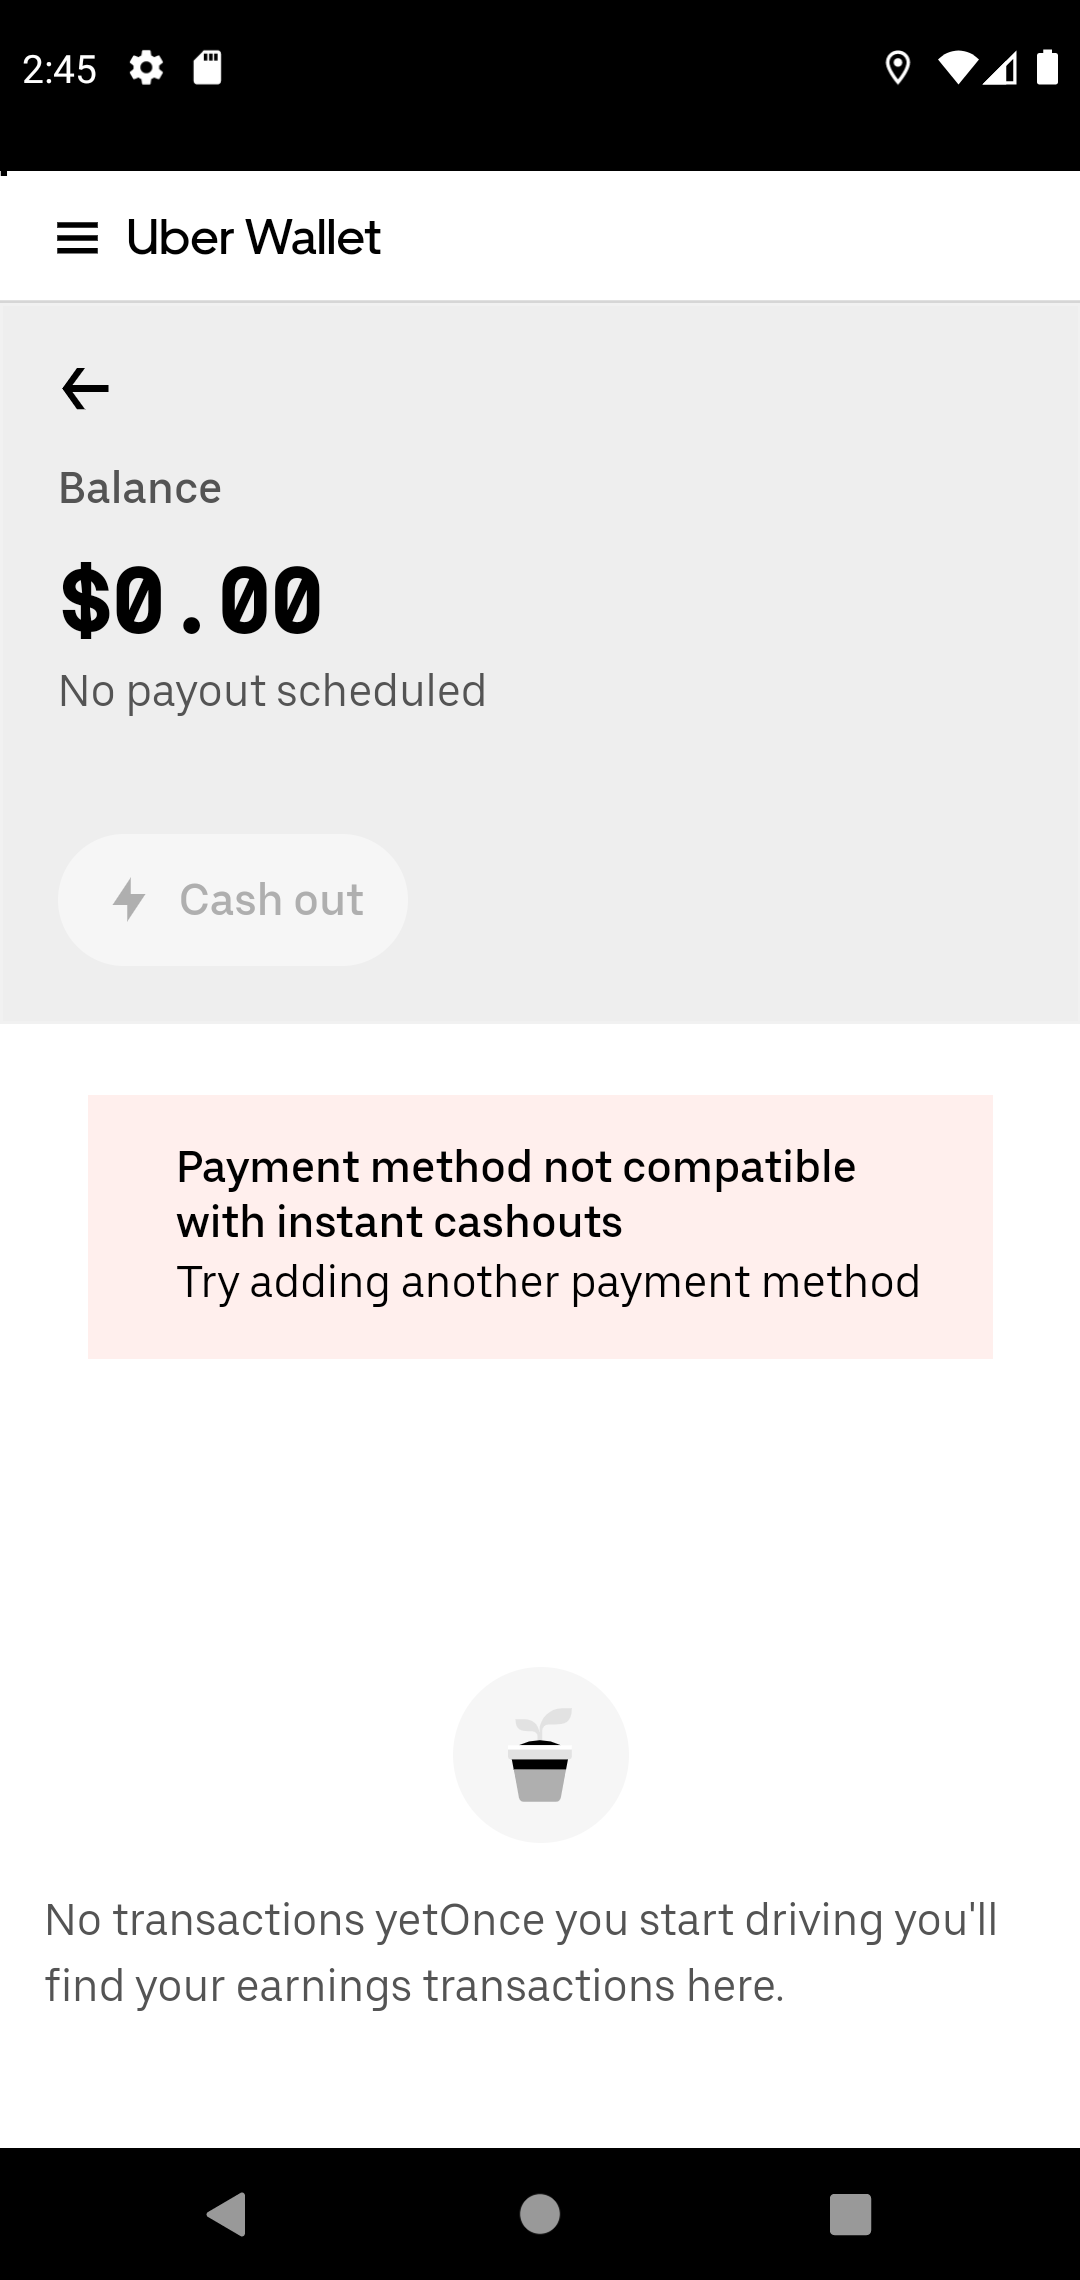 2:45
Uber Wallet
Balance
$0.00
No payout scheduled
Cash out
Payment method not compatible
with instant cashouts
Try adding another payment method
No transactions yetOnce you start driving you'll
find your earnings transactions here.